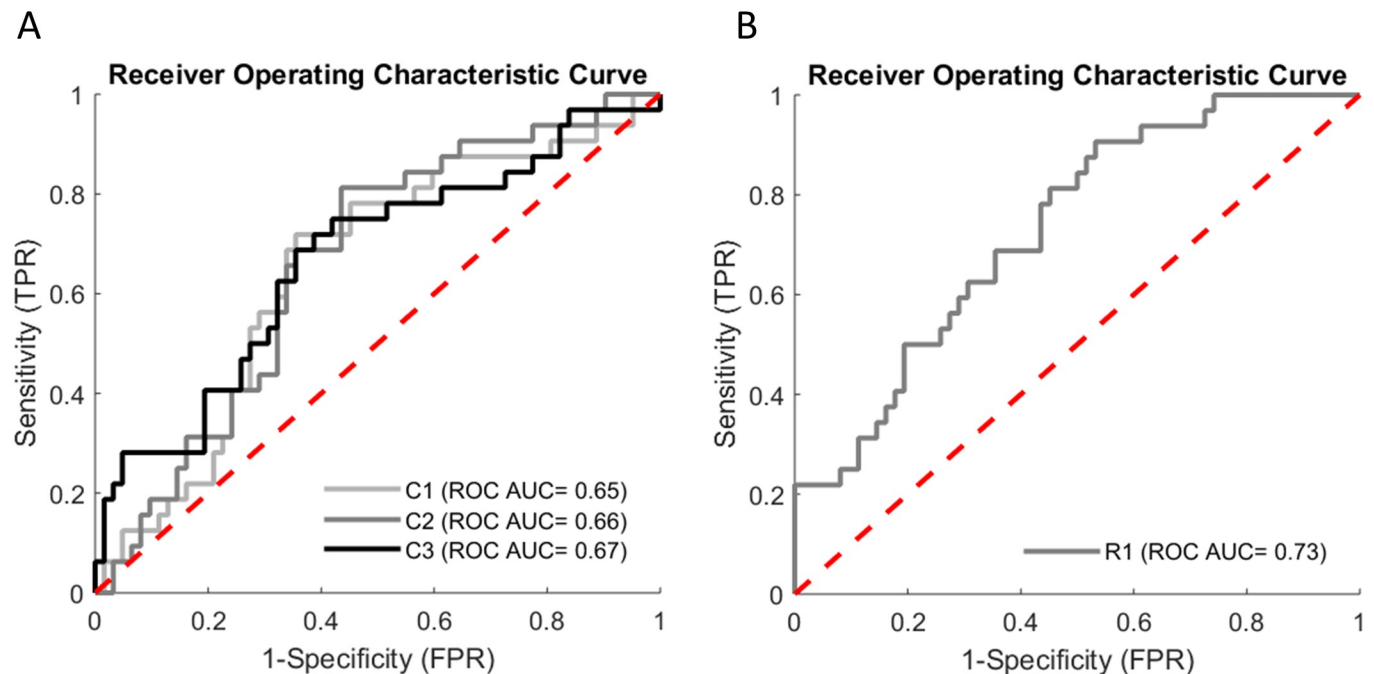 A
Receiver Operating Characteristic Curve
1
0.8
0.6
0.4
0.2
0
Sensitivity (TPR)
C1 (ROC AUC= 0.65)
C2 (ROC AUC= 0.66)
C3 (ROC AUC= 0.67)
0 0.2 0.4 0.6 0.8 1
1-Specificity (FPR)
B
Receiver Operating Characteristic Curve
1
0.8
0.6
0.4
0.2
0
Sensitivity (TPR)
R1 (ROC AUC= 0.73)
0 0.2 0.4 0.6 0.8 1
1-Specificity (FPR)